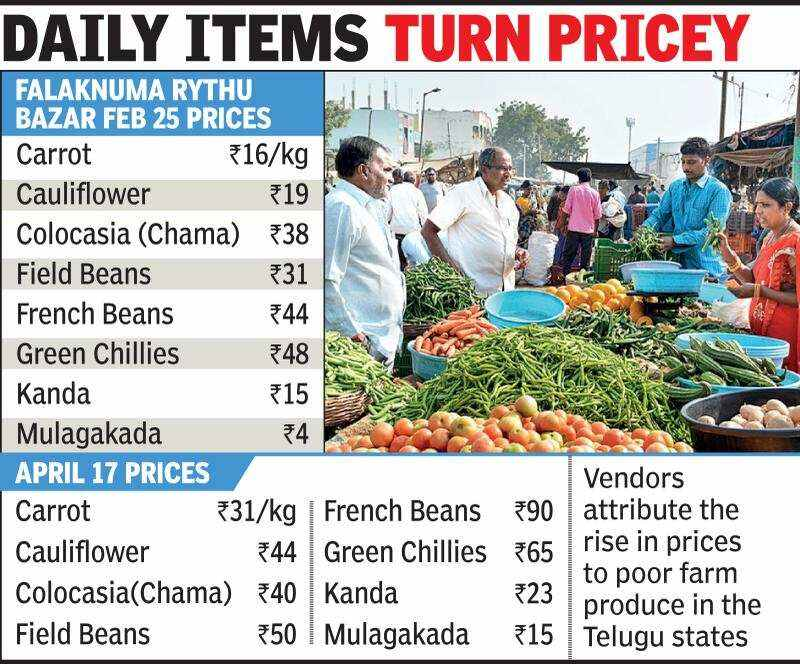 DAILY ITEMS TURN PRICEY
FALAKNUMA RYTHU
BAZAR FEB 25 PRICES
Carrot ₹16/kg
Cauliflower ₹19
Colocasia (Chama) ₹38
Field Beans ₹31
French Beans ₹44
Green Chillies ₹48
Kanda ₹15
Mulagakada ₹4
APRIL 17 PRICES
Carrot ₹31/kg
Cauliflower ₹44
Colocasia(Chama) ₹40
Field Beans ₹50
French Beans ₹90
Green Chillies ₹65
Kanda ₹23
Mulagakada ₹15
Vendors
attribute the
rise in prices
to poor farm
produce in the
Telugu states